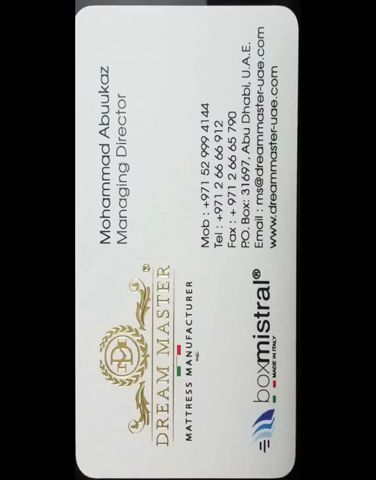 DM
DREAM MASTER®
MATTRESS MANUFACTURER
boxmistral®
MADE IN ITALY
Mohammad Abuukaz
Managing Director
Mob : +971 52 999 4144
Tel : +971 2 66 66 912
Fax : + 971 2 66 65 790
P.O. Box: 31697, Abu Dhabi, U.A.E.
Email : ms@dreammaster-uae.com
www.dreammaster-uae.com